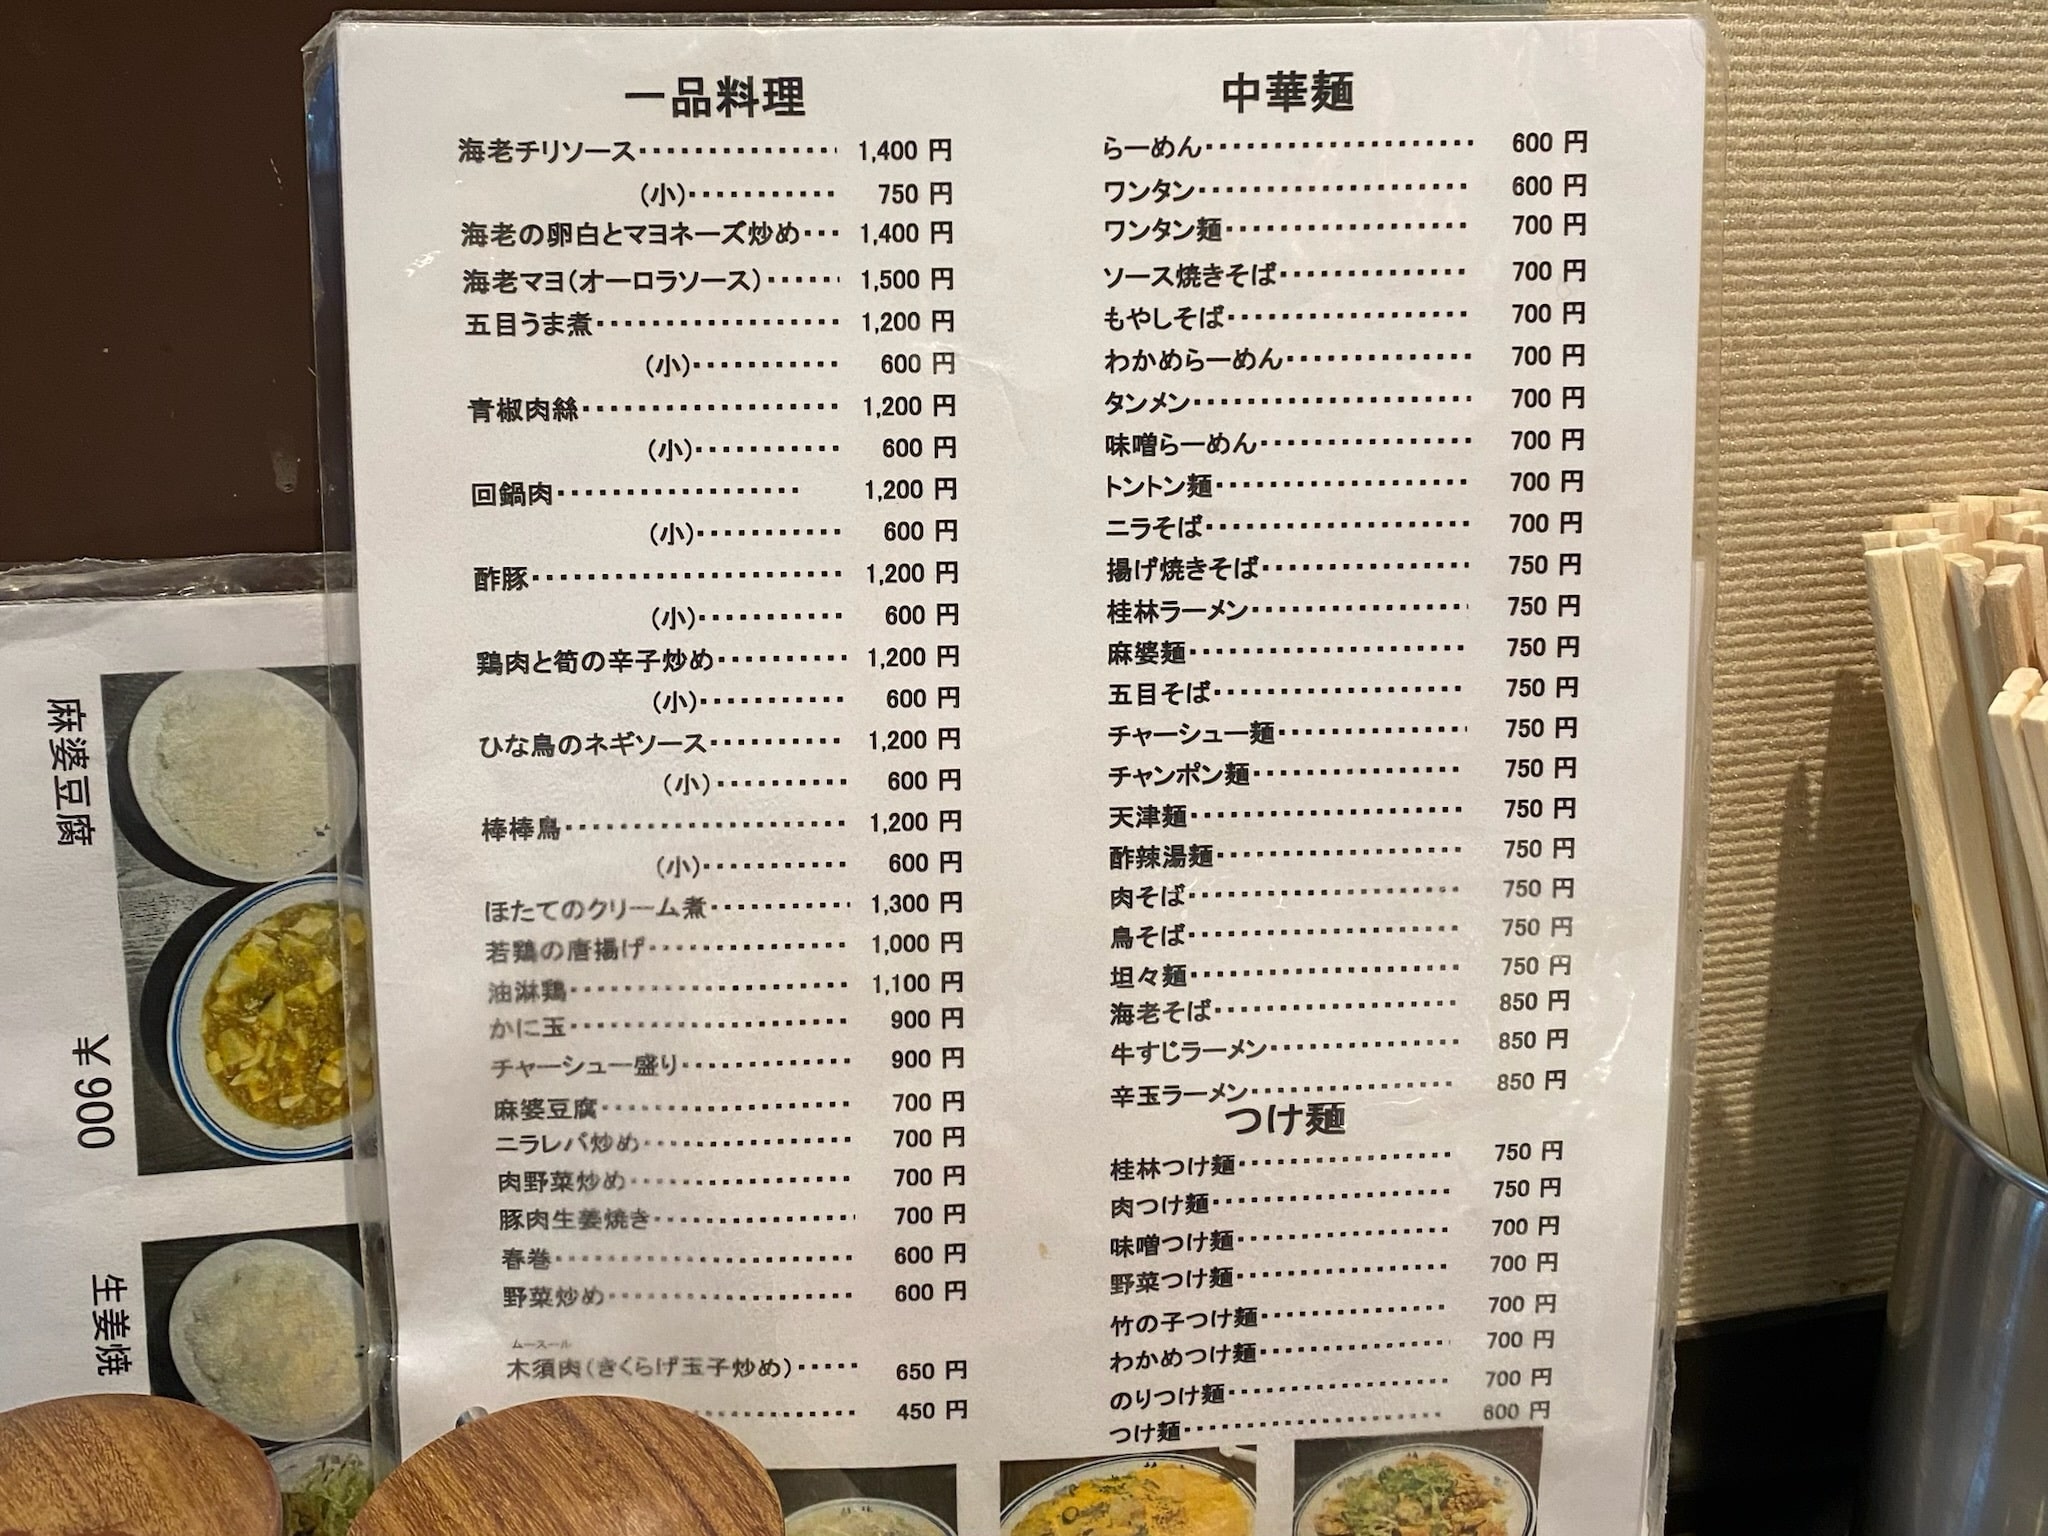 一品料理
海老チリソース・・・・・・・・・・・・・・・ 1,400 円
(小)・・・・・・・・・・・ 750 円
海老の卵白とマヨネーズ炒め・・・ 1,400 円
海老マヨ(オーロラソース)・・・・・・ 1,500 円
五目うま煮・・・・・・・・・・・・・・・・・・ 1,200 円
(小)・・・・・・・・・・・ 600 円
青椒肉絲・・・・・・・・・・・・・・・・・・・ 1,200 円
(小)・・・・・・・・・・・ 600 円
回鍋肉・・・・・・・・・・・・・・・・・・ 1,200 円
(小)・・・・・・・・・・・ 600 円
酢豚・・・・・・・・・・・・・・・・・・・・・・・ 1,200 円
(小)・・・・・・・・・・・ 600 円
鶏肉と筍の辛子炒め・・・・・・・・・・ 1,200 円
(小)・・・・・・・・・・・ 600 円
ひな鳥のネギソース・・・・・・・・・・ 1,200 円
(小)・・・・・・・・・・ 600 円
棒棒鳥・・・・・・・・・・・・・・・・・・・・・ 1,200 円
(小)・・・・・・・・・・・ 600 円
ほたてのクリーム煮・・・・・・・・・・・ 1,300 円
若鶏の唐揚げ・・・・・・・・・・・・・・・ 1,000 円
油淋鶏・・・・・・・・・・・・・・・・・・・・・ 1,100 円
かに玉・・・・・・・・・・・・・・・・・・・・・ 900 円
チャーシュー盛り・・・・・・・・・・・・・ 900 円
麻婆豆腐・・・・・・・・・・・・・・・・・・・ 700 円
ニラレバ炒め・・・・・・・・・・・・・・・・ 700 円
肉野菜炒め・・・・・・・・・・・・・・・・・ 700 円
豚肉生姜焼き・・・・・・・・・・・・・・・ 700 円
春巻・・・・・・・・・・・・・・・・・・・・・・・ 600 円
野菜炒め・・・・・・・・・・・・・・・・・・・ 600 円
ムースール
木須肉(きくらげ玉子炒め)・・・・・ 650 円
・・・・・・・・・・・・ 450 円
中華麺
らーめん・・・・・・・・・・・・・・・・・・・・ 600 円
ワンタン・・・・・・・・・・・・・・・・・・・・ 600 円
ワンタン麺・・・・・・・・・・・・・・・・・・ 700 円
ソース焼きそば・・・・・・・・・・・・・・ 700 円
もやしそば・・・・・・・・・・・・・・・・・・ 700 円
わかめらーめん・・・・・・・・・・・・・・ 700 円
タンメン・・・・・・・・・・・・・・・・・・・・・ 700 円
味噌らーめん・・・・・・・・・・・・・・・・ 700 円
トントン麺・・・・・・・・・・・・・・・・・・・ 700 円
ニラそば・・・・・・・・・・・・・・・・・・・・ 700 円
揚げ焼きそば・・・・・・・・・・・・・・・・ 750 円
桂林ラーメン・・・・・・・・・・・・・・・・ 750 円
麻婆麺・・・・・・・・・・・・・・・・・・・・・ 750 円
五目そば・・・・・・・・・・・・・・・・・・・ 750 円
チャーシュー麺・・・・・・・・・・・・・・ 750 円
チャンポン麺・・・・・・・・・・・・・・・・ 750 円
天津麺・・・・・・・・・・・・・・・・・・・・ 750 円
酢辣湯麺・・・・・・・・・・・・・・・・・・ 750 円
肉そば・・・・・・・・・・・・・・・・・・・・ 750 円
鳥そば・・・・・・・・・・・・・・・・・・・・ 750 円
坦々麺・・・・・・・・・・・・・・・・・・・・ 750 円
海老そば・・・・・・・・・・・・・・・・・・ 850 円
牛すじラーメン・・・・・・・・・・・・・・ 850 円
辛玉ラーメン・・・・・・・・・・・・・・・ 850 円
つけ麺
桂林つけ麺・・・・・・・・・・・・・・・・ 750 円
肉つけ麺・・・・・・・・・・・・・・・・・・ 750 円
味噌つけ麺・・・・・・・・・・・・・・・・ 700 円
野菜つけ麺・・・・・・・・・・・・・・・・ 700 円
竹の子つけ麺・・・・・・・・・・・・・・ 700 円
わかめつけ麺・・・・・・・・・・・・・・ 700 円
のりつけ麺・・・・・・・・・・・・・・・・ 700 円
つけ麺・・・・・・・・・・・・・・・・・・・ 600 円
麻婆豆腐 ￥900
生姜焼